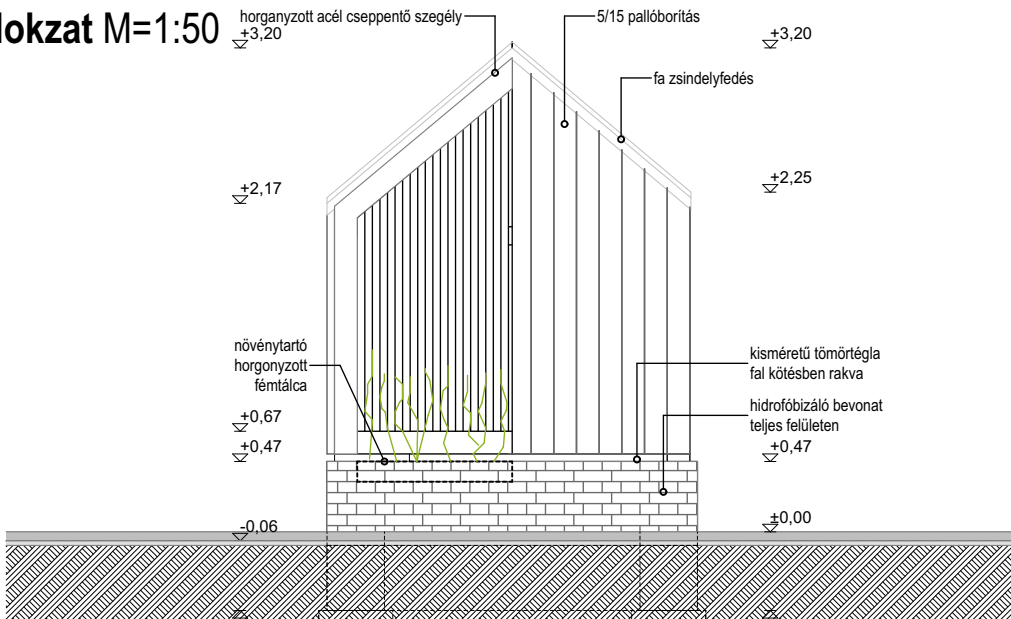 lokzat M=1:50
horganyzott acél cseppentő szegély
5/15 pallóborítás
+3,20
+3,20
fa zsindelyfedés
+2,17
+2,25
növénytartó
horgonyzott
fémtálca
kisméretű tömörtégla
fal kötésben rakva
hidrofóbizáló bevonat
teljes felületen
+0,67
+0,47
+0,47
-0,06
±0,00